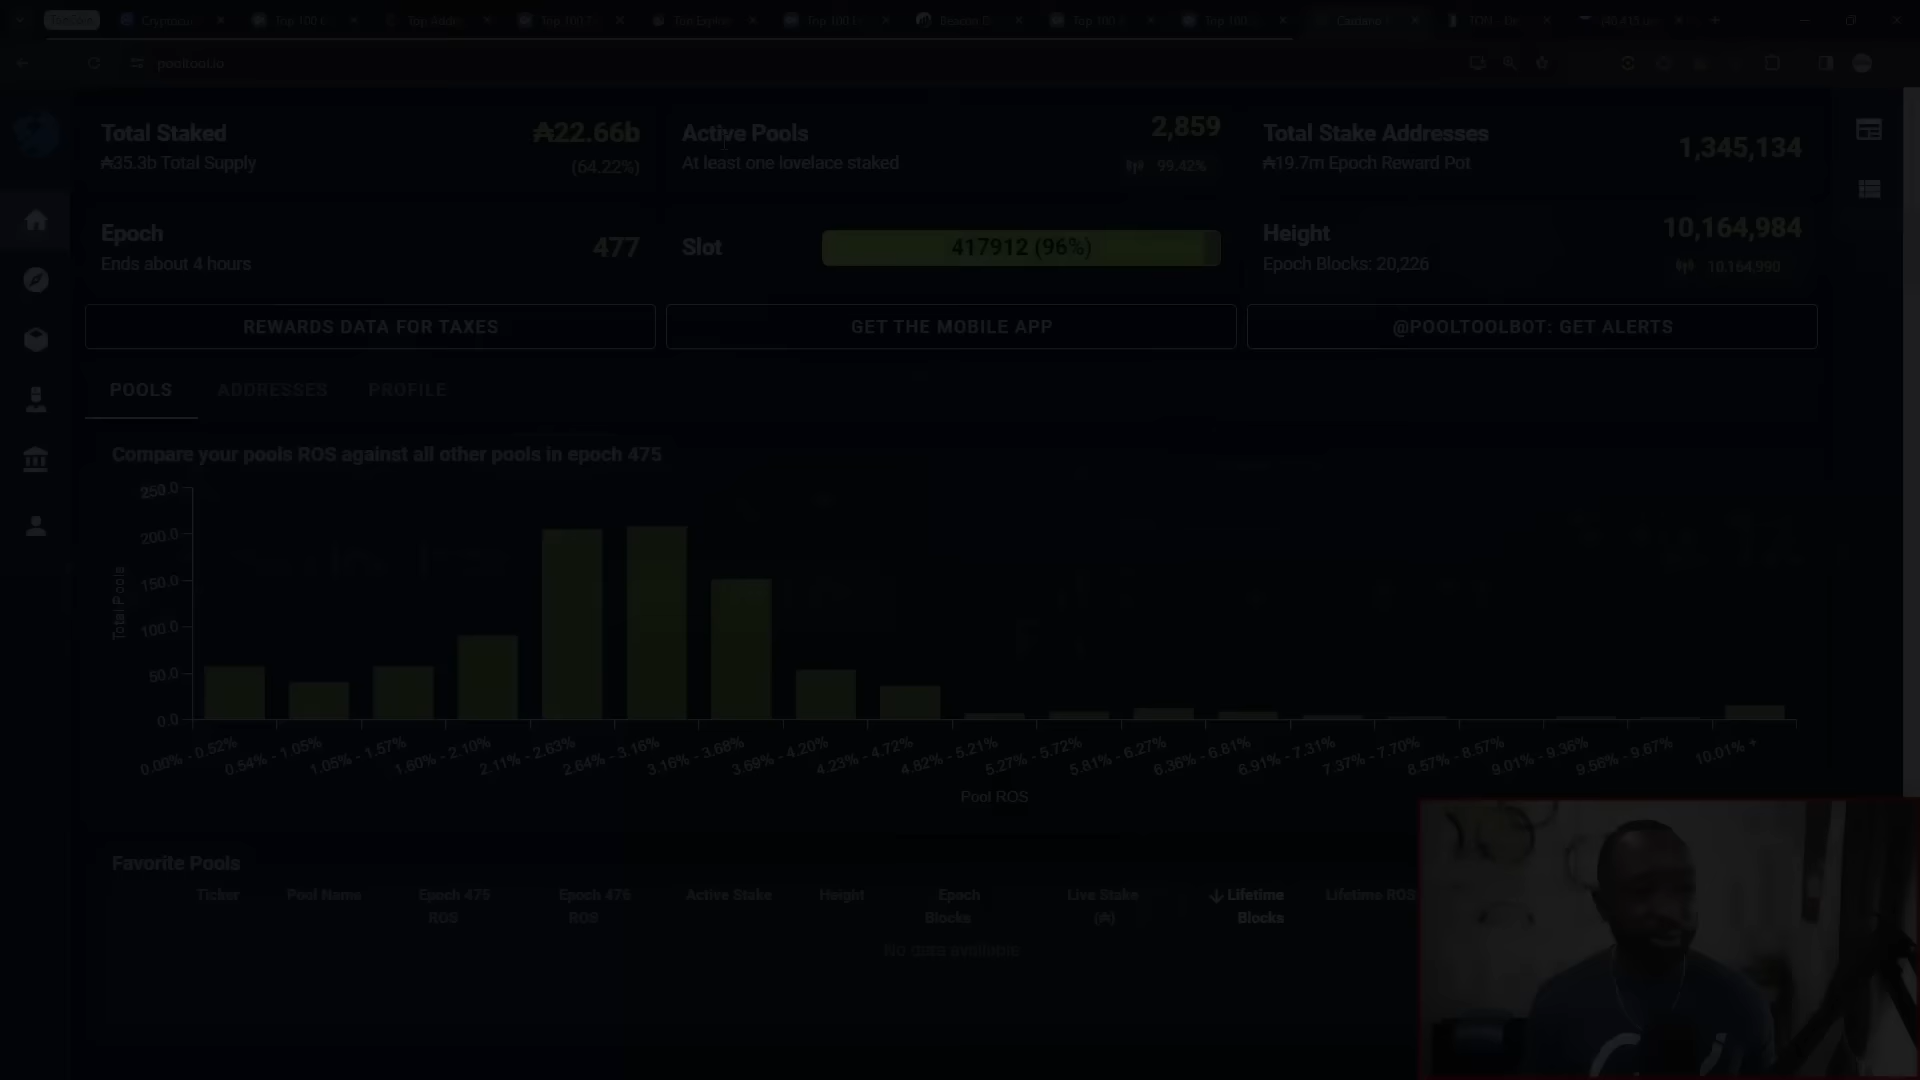 Top 100
Top 100
Top 100
Top 100
pooltool.io
Total Staked
₳22.66b
₳35.3b Total Supply
(64.22%)
Active Pools
2,859
At least one lovelace staked
99.42%
Total Stake Addresses
1,345,134
₳19.7m Epoch Reward Pot
Epoch
477
Ends about 4 hours
Slot
417912 (96%)
Height
10,164,984
Epoch Blocks: 20,226
10,164,990
REWARDS DATA FOR TAXES
GET THE MOBILE APP
@POOLTOOLBOT: GET ALERTS
POOLS
ADDRESSES
PROFILE
Compare your pools ROS against all other pools in epoch 475
250.0
200.0
150.0
100.0
50.0
0.0
Total Pools
0.00% - 0.52%
0.54% - 1.05%
1.05% - 1.57%
1.60% - 2.10%
2.11% - 2.63%
2.64% - 3.16%
3.16% - 3.68%
3.69% - 4.20%
4.23% - 4.72%
4.82% - 5.21%
5.27% - 5.72%
5.81% - 6.27%
6.36% - 6.81%
6.91% - 7.31%
7.37% - 7.70%
8.57% - 8.57%
9.01% - 9.36%
9.56% - 9.67%
10.01% +
Pool ROS
Favorite Pools
Ticker
Pool Name
Epoch 475 ROS
Epoch 476 ROS
Active Stake
Height
Epoch Blocks
Live Stake (₳)
Lifetime Blocks
Lifetime ROS
No data available